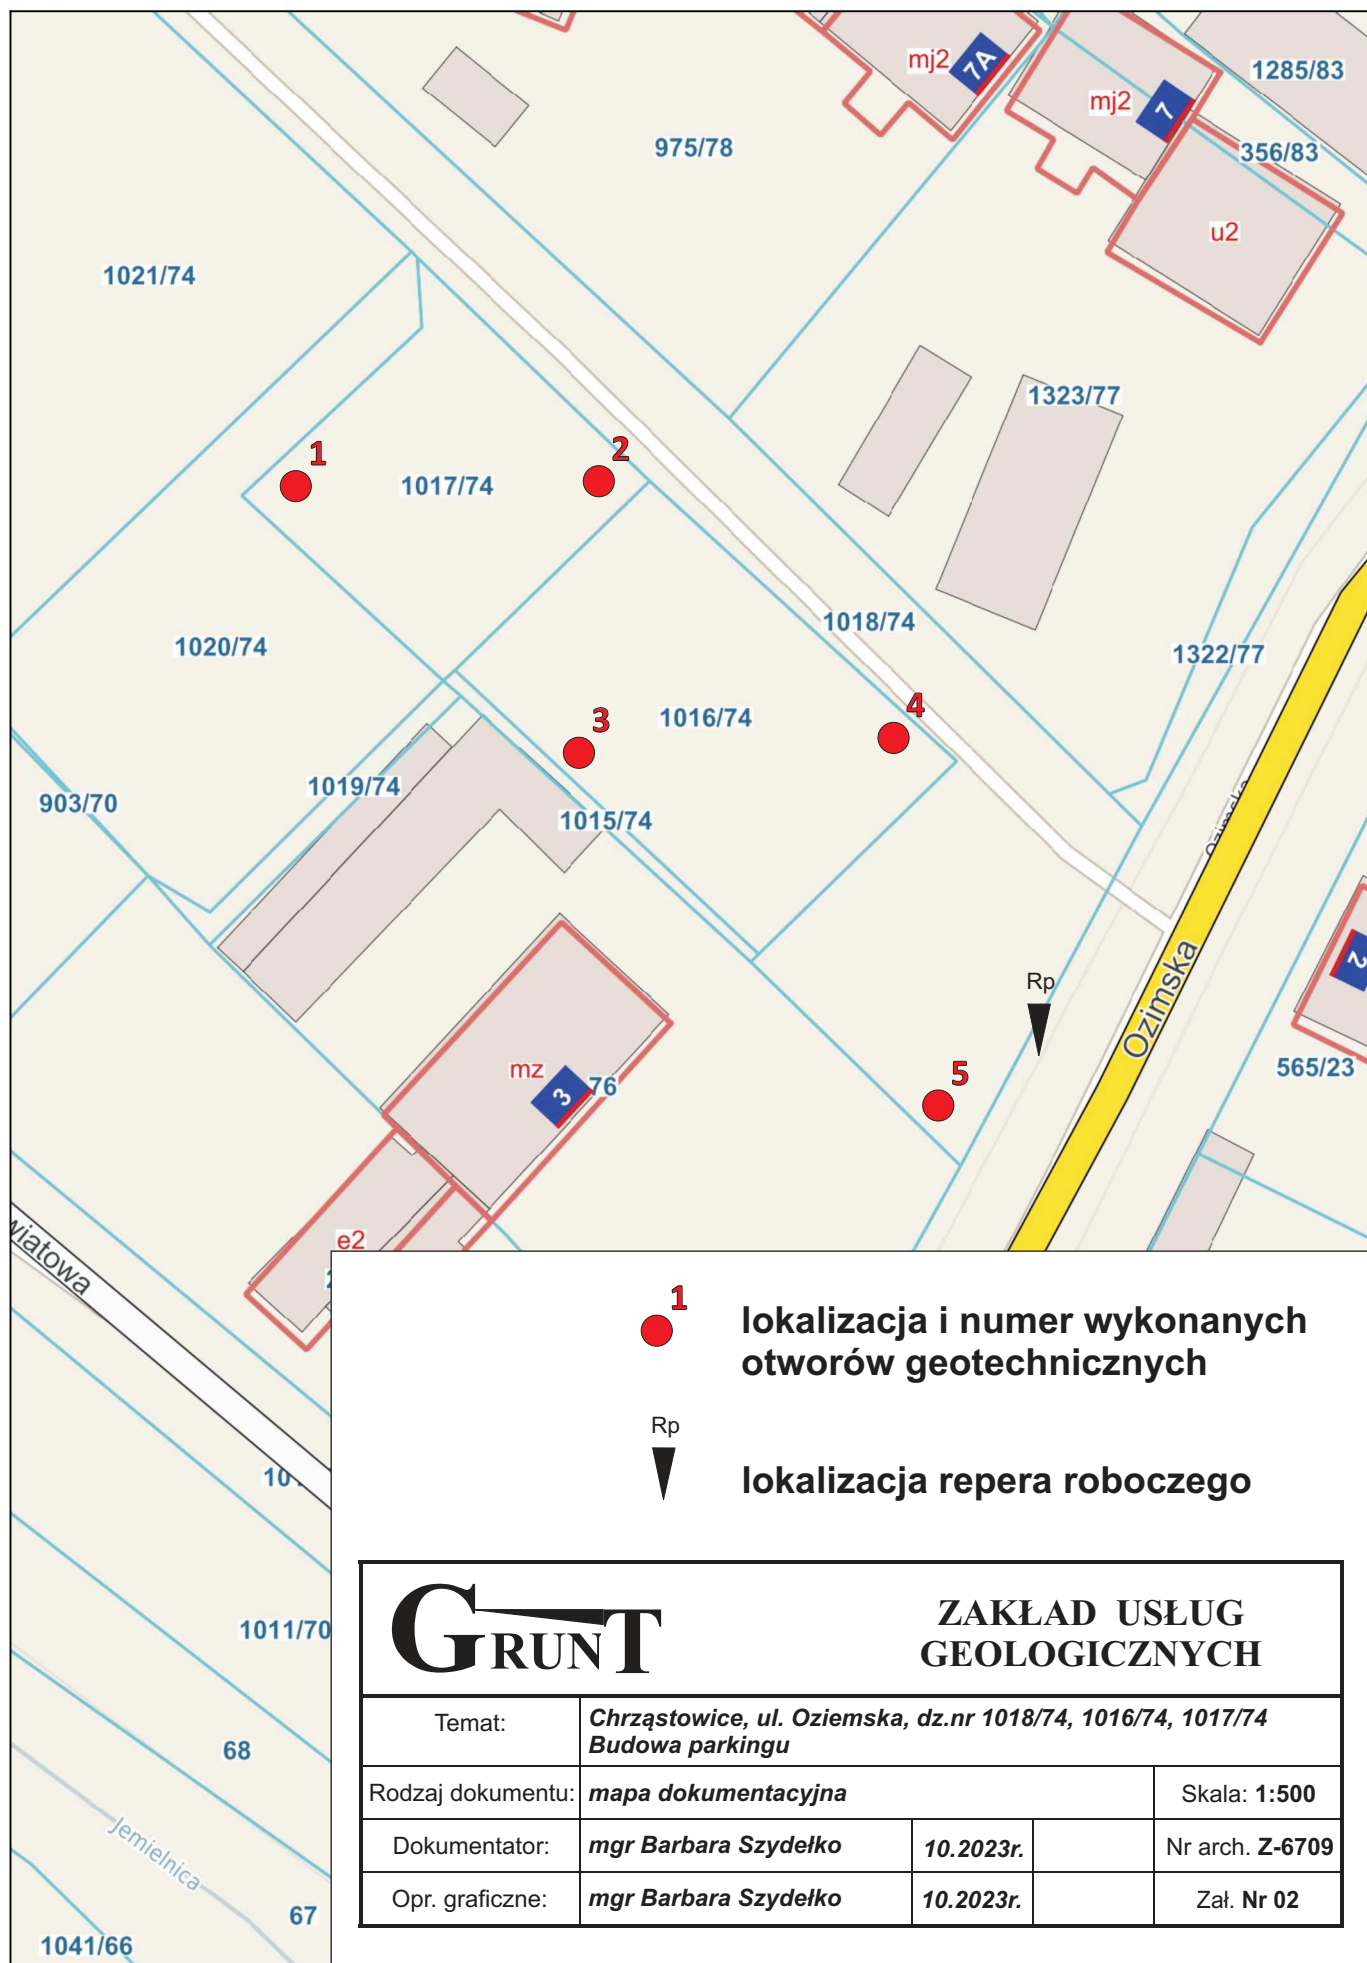 mj2
7A
mj2
7
1285/83
975/78
356/83
u2
1021/74
1323/77
1
2
1017/74
1018/74
1020/74
1322/77
3
1016/74
4
1019/74
903/70
1015/74
Ozimska
Rp
Ozimska
2
mz
3
76
5
565/23
e2
wiatowa
1
lokalizacja i numer wykonanych
otworów geotechnicznych
Rp
lokalizacja repera roboczego
1011/70
68
Jemielnica
67
1041/66
GRUNT
ZAKŁAD USŁUG
GEOLOGICZNYCH
Temat:
Chrząstowice, ul. Oziemska, dz.nr 1018/74, 1016/74, 1017/74
Budowa parkingu
Rodzaj dokumentu: mapa dokumentacyjna Skala: 1:500
Dokumentator: mgr Barbara Szydełko 10.2023r. Nr arch. Z-6709
Opr. graficzne: mgr Barbara Szydełko 10.2023r. Zał. Nr 02